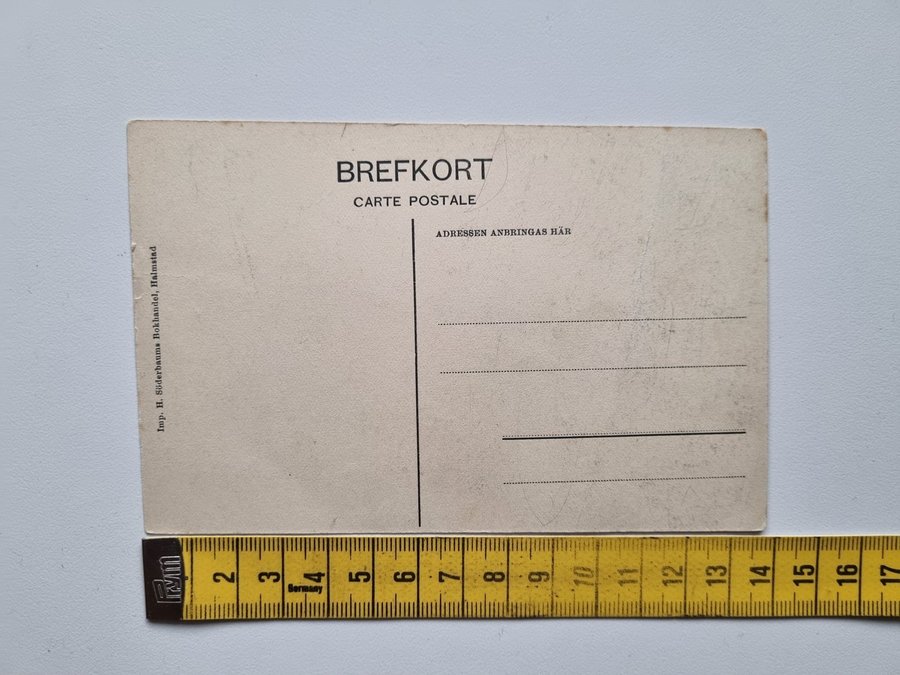 BREFKORT
CARTE POSTALE
ADRESSEN ANBRINGAS HÄR
Imp. H. Söderbaums Bokhandel, Halmstad
Prym
2 3 4 5 6 7 8 9 10 11 12 13 14 15 16 17
Germany